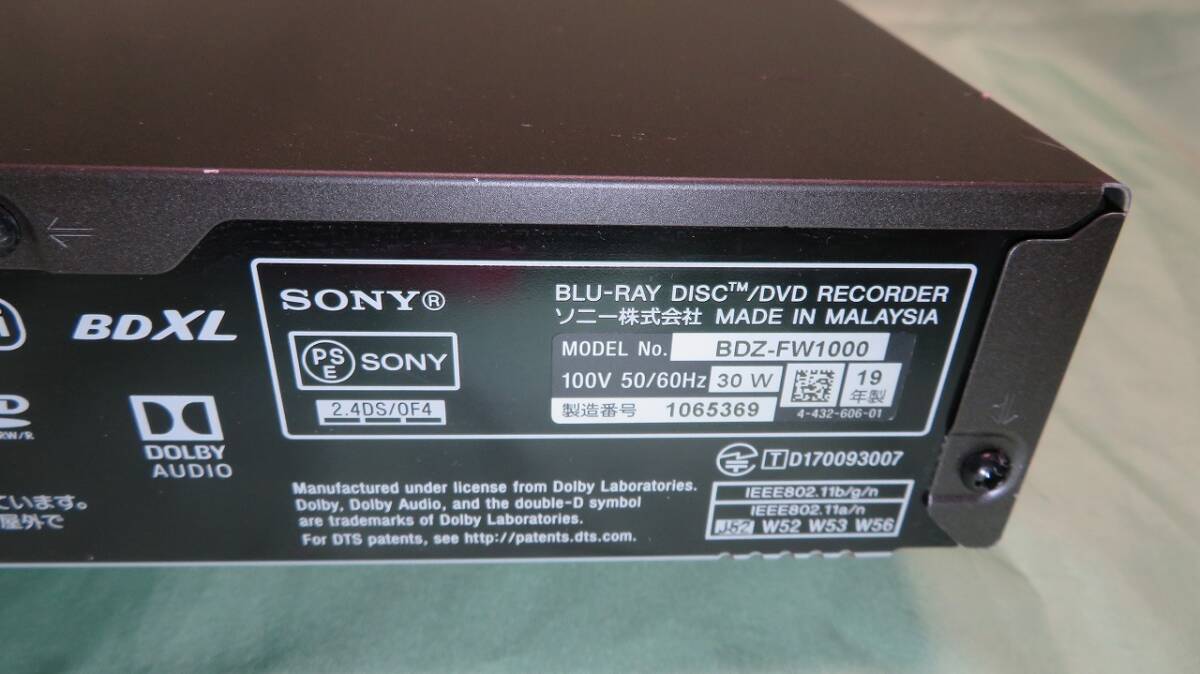 BDXL
RW/R
DOLBY
AUDIO
ています。
屋外で
SONY®
PSE SONY
2.4DS/OF4
BLU-RAY DISC™/DVD RECORDER
ソニー株式会社 MADE IN MALAYSIA
MODEL No. BDZ-FW1000
100V 50/60Hz 30 W
19
年製
製造番号 1065369
4-432-606-01
Manufactured under license from Dolby Laboratories.
Dolby, Dolby Audio, and the double-D symbol
are trademarks of Dolby Laboratories.
For DTS patents, see http://patents.dts.com.
T D170093007
IEEE802.11b/g/n
IEEE802.11a/n
J52 W52 W53 W56